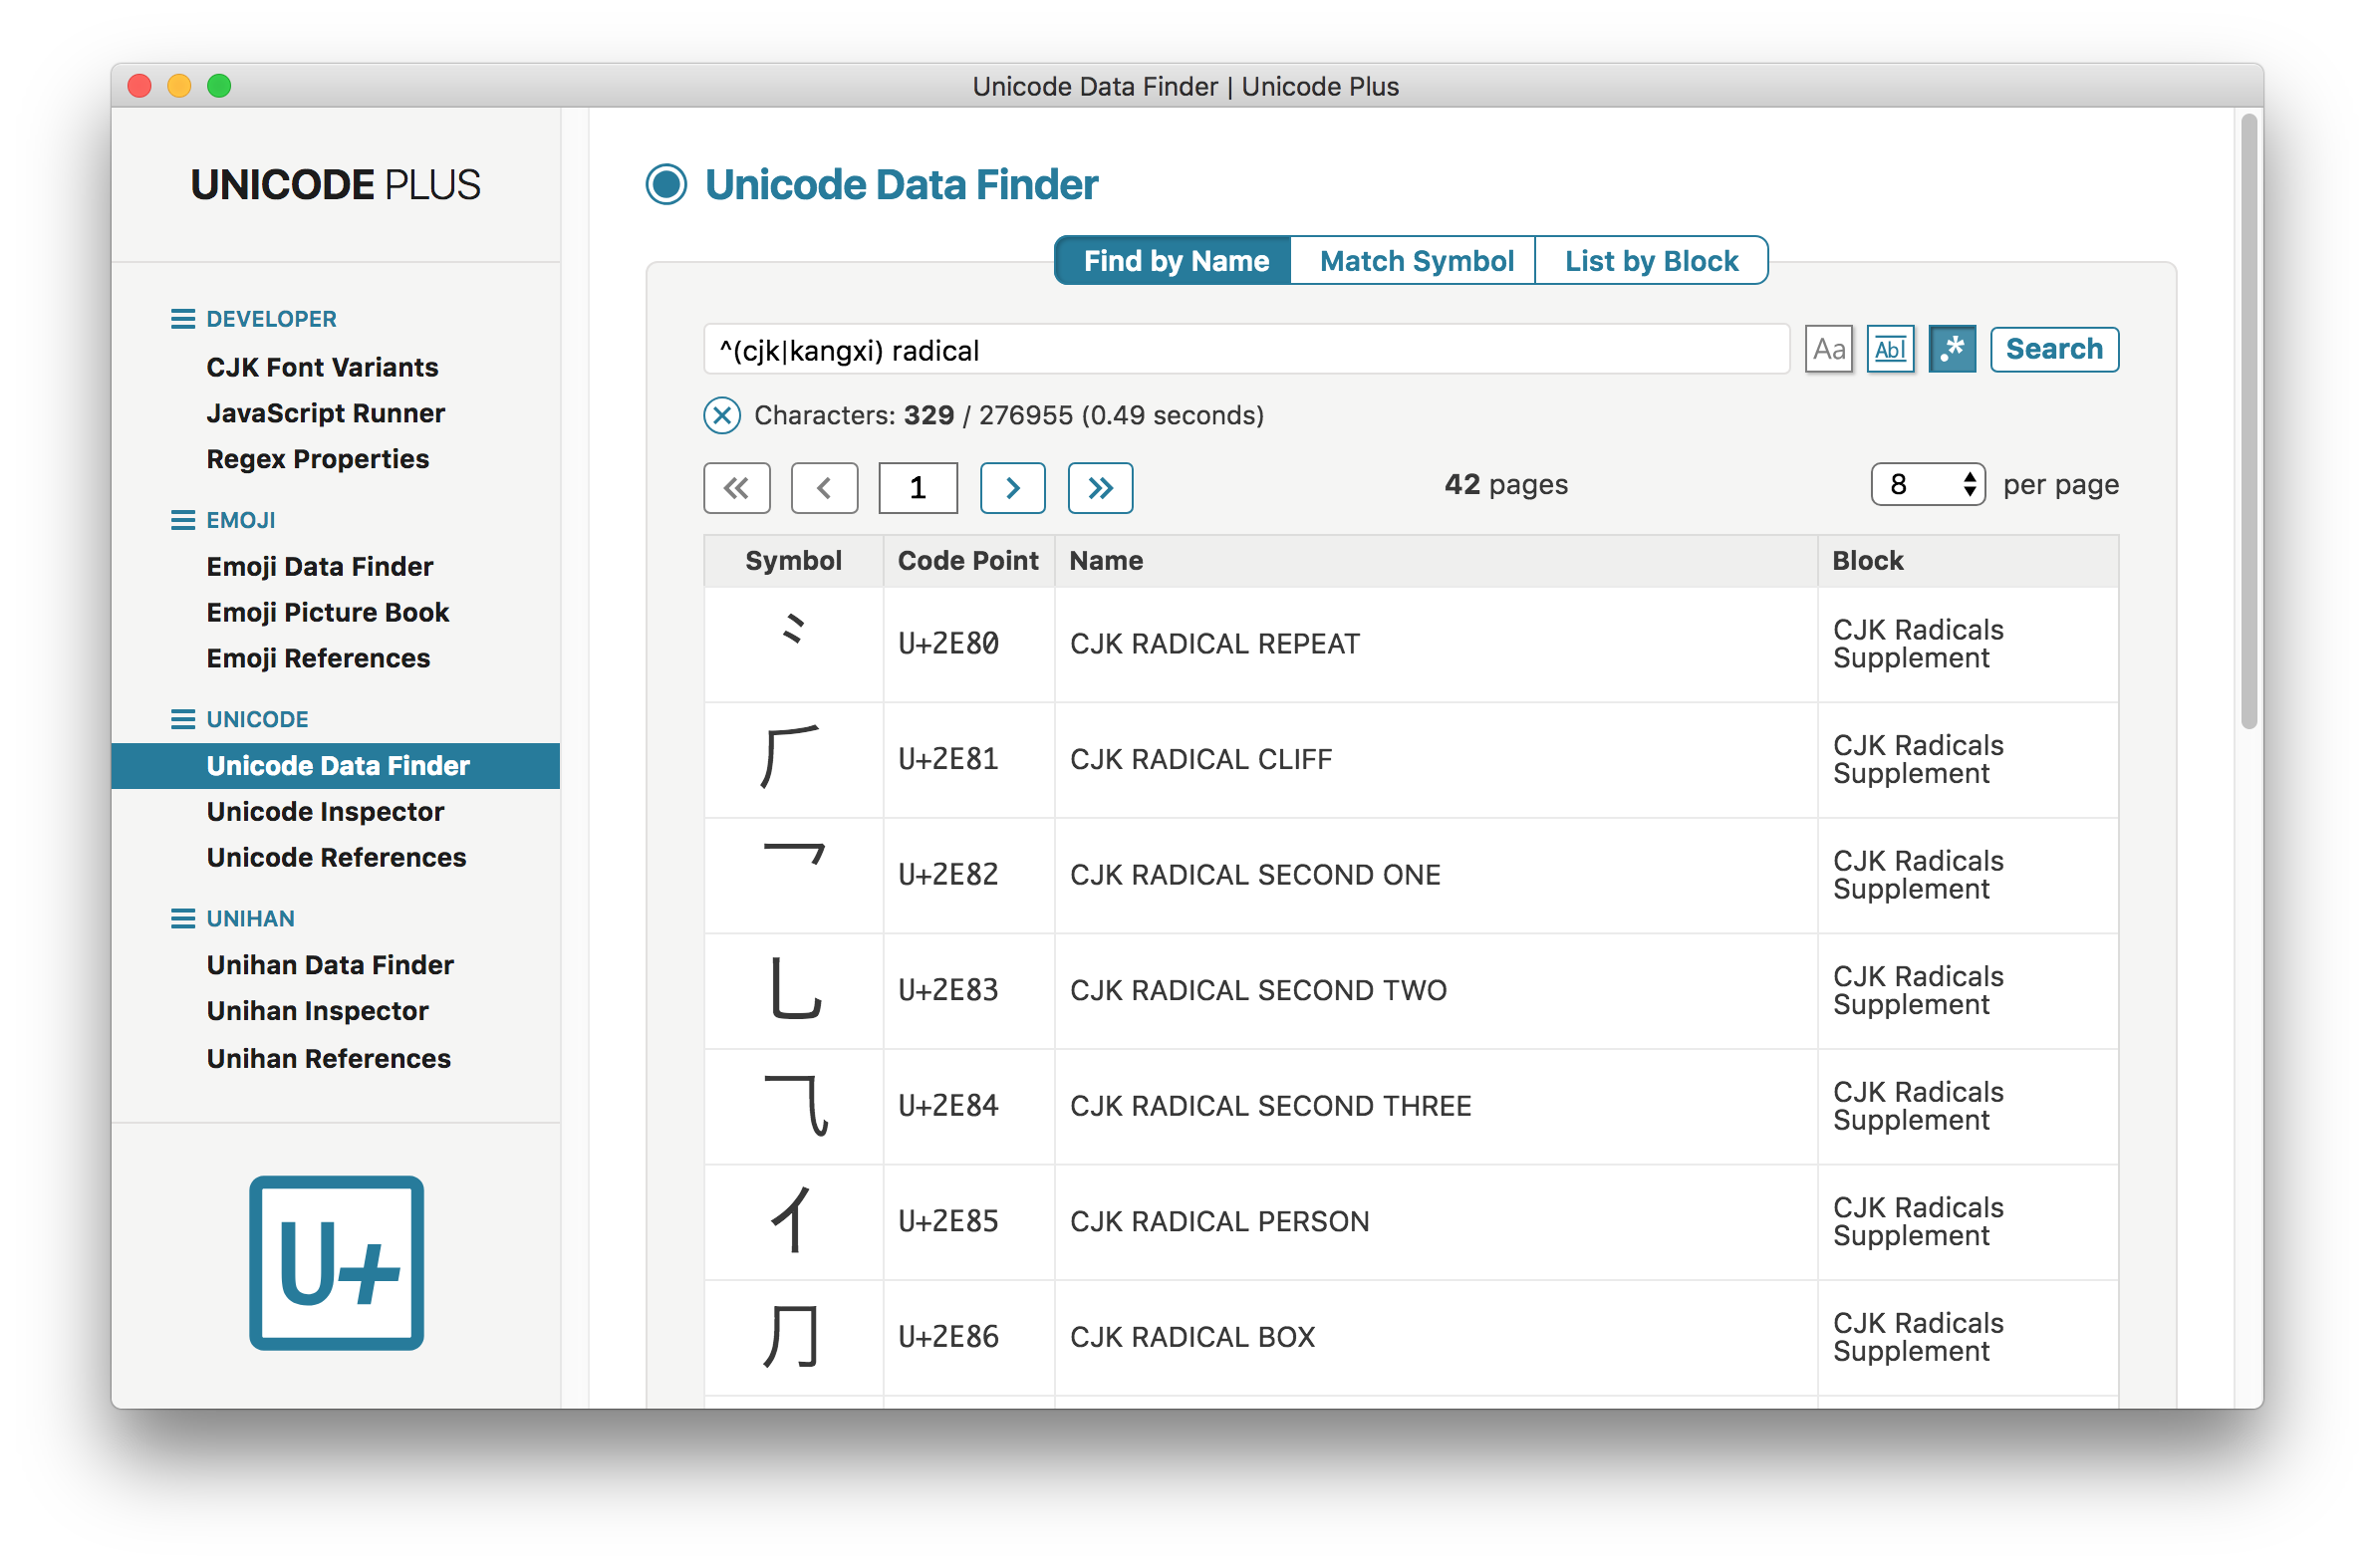 Unicode Data Finder | Unicode Plus
UNICODE PLUS
DEVELOPER
CJK Font Variants
JavaScript Runner
Regex Properties
EMOJI
Emoji Data Finder
Emoji Picture Book
Emoji References
UNICODE
Unicode Data Finder
Unicode Inspector
Unicode References
UNIHAN
Unihan Data Finder
Unihan Inspector
Unihan References
U+
Unicode Data Finder
Find by Name Match Symbol List by Block
^(cjk|kangxi) radical Aa Abl .* Search
Characters: 329 / 276955 (0.49 seconds)
« ‹ 1 › » 42 pages 8 per page
Symbol Code Point Name Block
⺀ U+2E80 CJK RADICAL REPEAT CJK Radicals
Supplement
⺁ U+2E81 CJK RADICAL CLIFF CJK Radicals
Supplement
⺂ U+2E82 CJK RADICAL SECOND ONE CJK Radicals
Supplement
⺃ U+2E83 CJK RADICAL SECOND TWO CJK Radicals
Supplement
⺄ U+2E84 CJK RADICAL SECOND THREE CJK Radicals
Supplement
⺅ U+2E85 CJK RADICAL PERSON CJK Radicals
Supplement
⺆ U+2E86 CJK RADICAL BOX CJK Radicals
Supplement